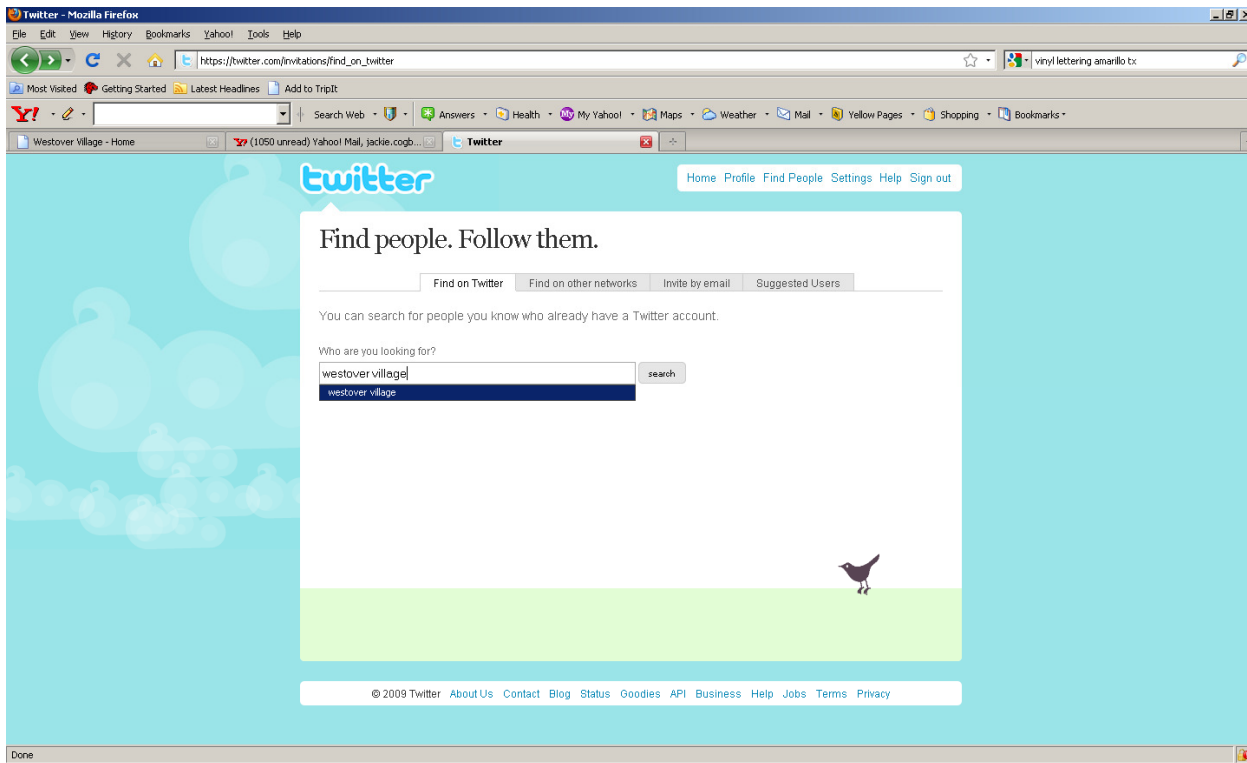 Twitter - Mozilla Firefox
File Edit View History Bookmarks Yahoo! Tools Help
https://twitter.com/invitations/find_on_twitter vinyl lettering amarillo tx
Most Visited Getting Started Latest Headlines Add to TripIt
Y! Search Web Answers Health My My Yahoo! Maps Weather Mail Yellow Pages Shopping Bookmarks
Westover Village - Home (1050 unread) Yahoo! Mail, jackie.cogb... Twitter
twitter
Home Profile Find People Settings Help Sign out
Find people. Follow them.
Find on Twitter Find on other networks Invite by email Suggested Users
You can search for people you know who already have a Twitter account.
Who are you looking for?
westover village search
westover village
© 2009 Twitter About Us Contact Blog Status Goodies API Business Help Jobs Terms Privacy
Done